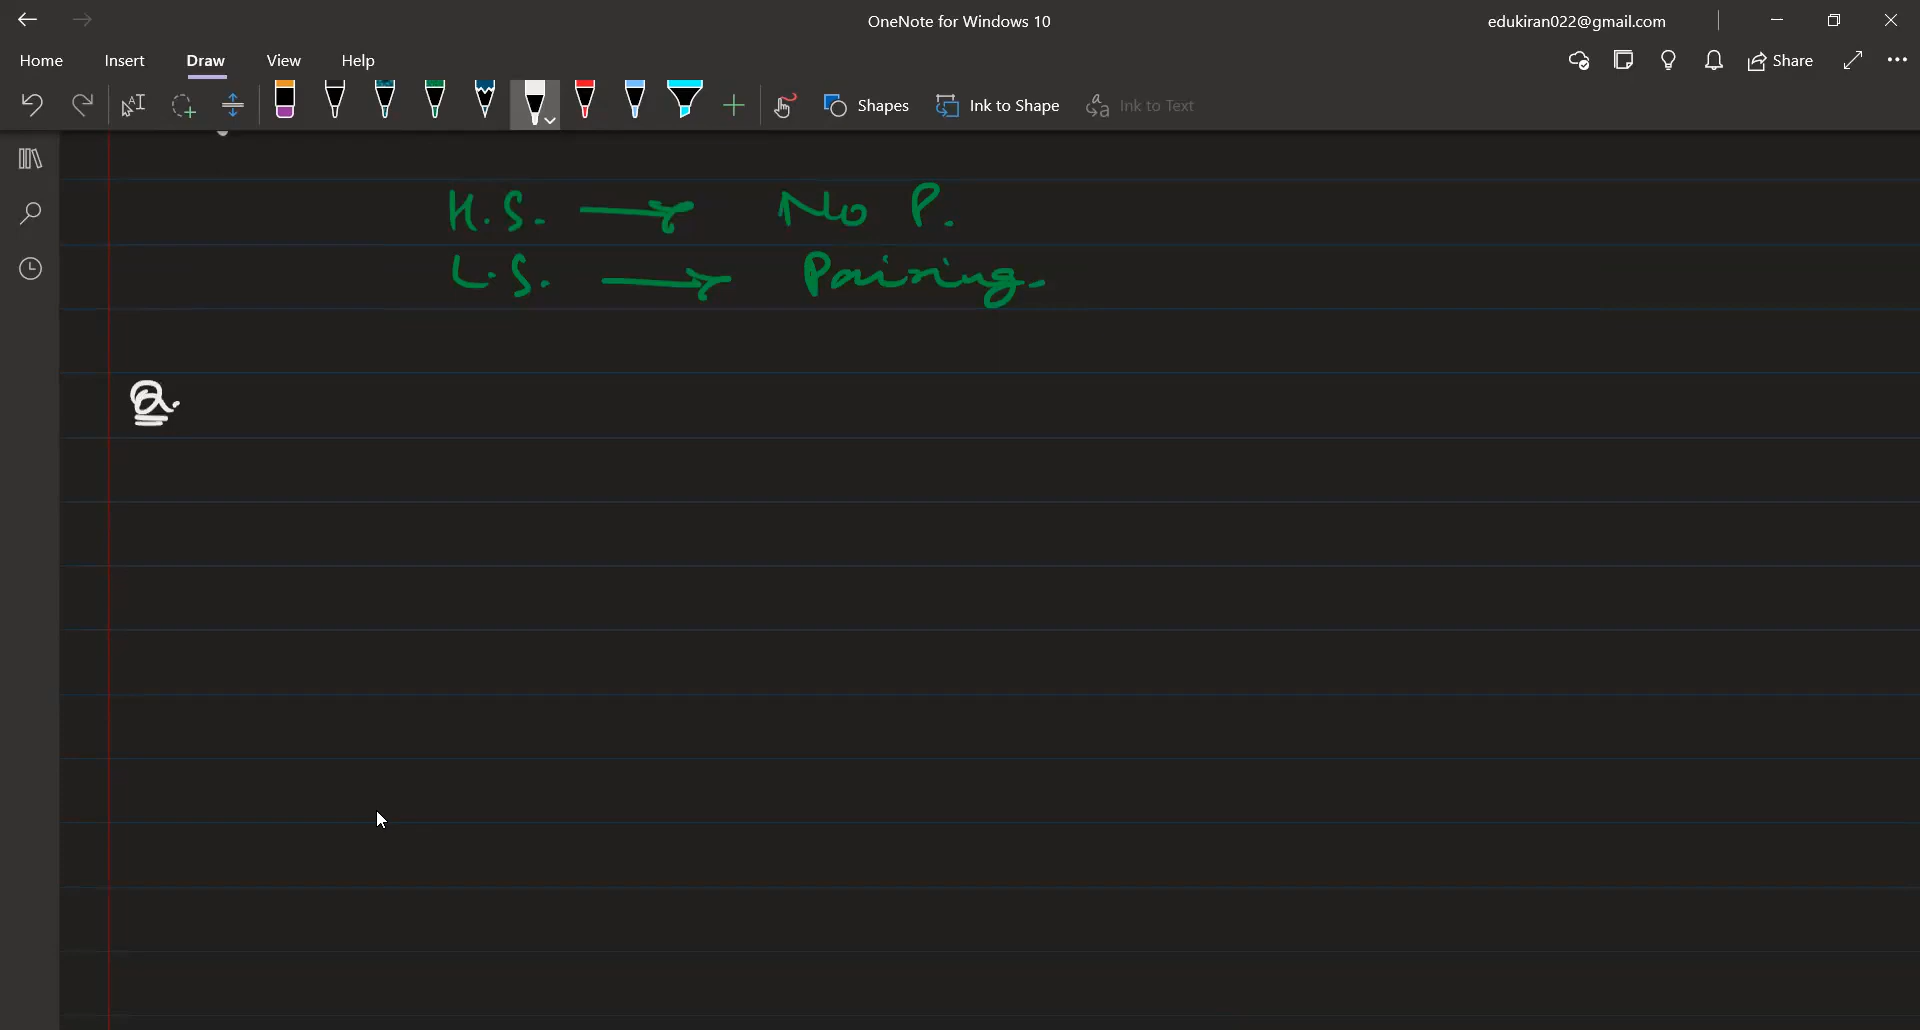 OneNote for Windows 10
edukiran022@gmail.com
Home Insert Draw View Help
Share
Shapes Ink to Shape Ink to Text
H.S. → No P.
L.S. → Pairing.
Q.